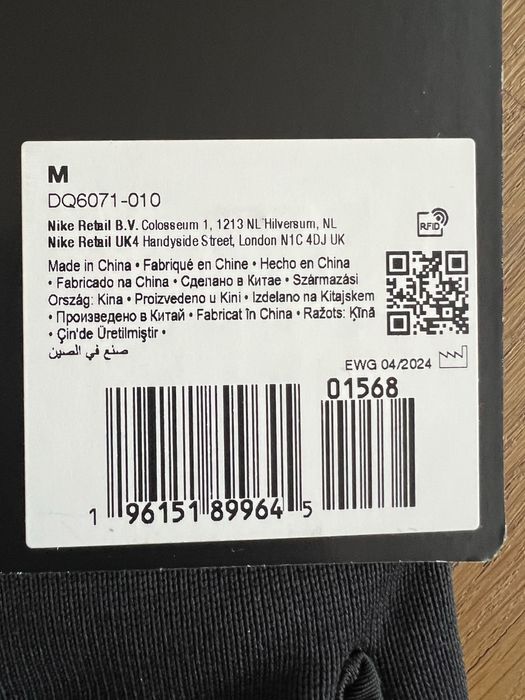 M
DQ6071-010
Nike Retail B.V. Colosseum 1, 1213 NL Hilversum, NL
Nike Retail UK4 Handyside Street, London N1C 4DJ UK
RFID
Made in China • Fabriqué en Chine • Hecho en China
• Fabricado na China • Сделано в Китае • Származási
Ország: Kína • Proizvedeno u Kini • Izdelano na Kitajskem
• Произведено в Китай • Fabricat în China • Ražots: Ķīnā
• Çin'de Üretilmiştir •
صنع في الصين
EWG 04/2024
01568
1 96151 89964 5